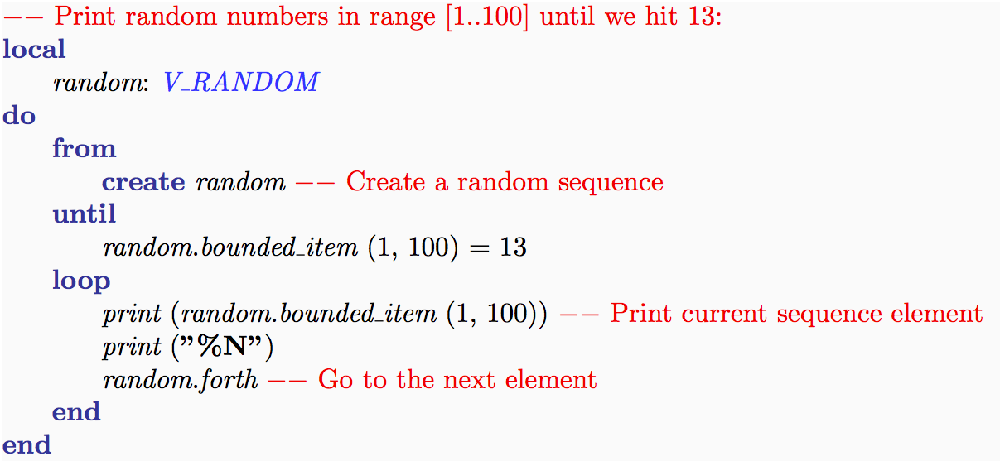 −− Print random numbers in range [1..100] until we hit 13:
local
random: V_RANDOM
do
from
create random −− Create a random sequence
until
random.bounded_item (1, 100) = 13
loop
print (random.bounded_item (1, 100)) −− Print current sequence element
print (”%N”)
random.forth −− Go to the next element
end
end